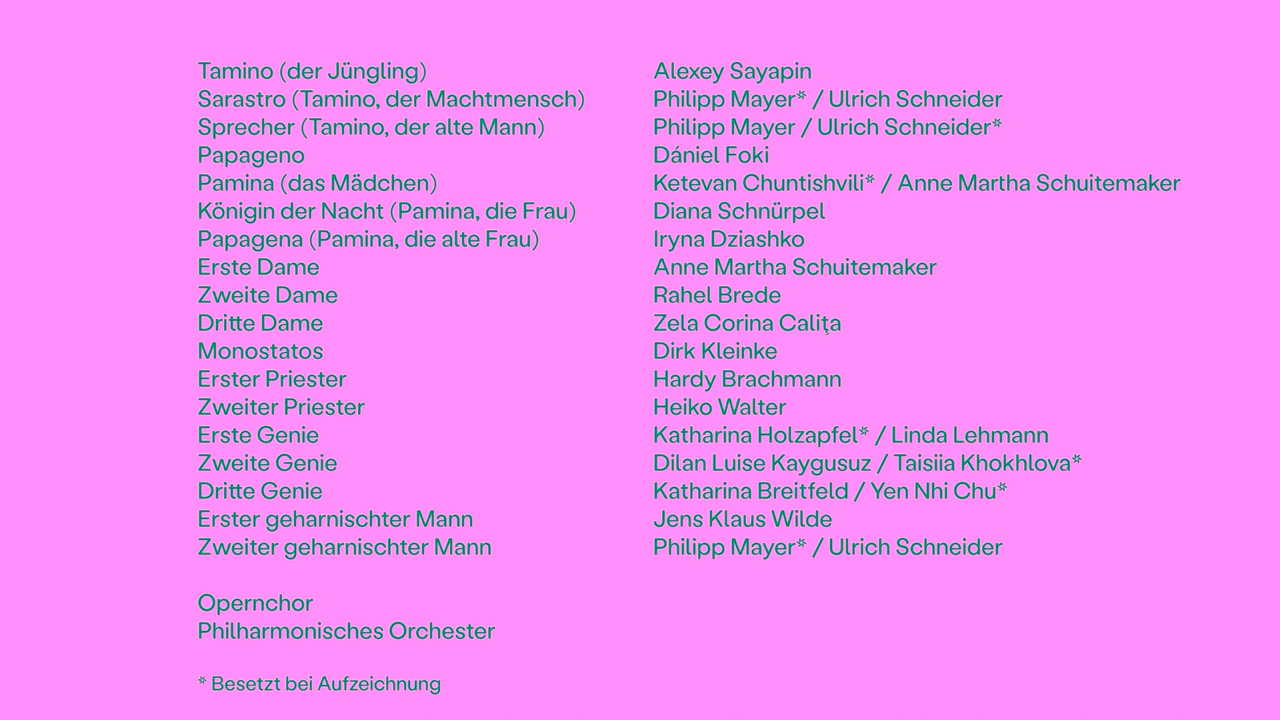 Tamino (der Jüngling) Alexey Sayapin
Sarastro (Tamino, der Machtmensch) Philipp Mayer* / Ulrich Schneider
Sprecher (Tamino, der alte Mann) Philipp Mayer / Ulrich Schneider*
Papageno Dániel Foki
Pamina (das Mädchen) Ketevan Chuntishvili* / Anne Martha Schuitemaker
Königin der Nacht (Pamina, die Frau) Diana Schnürpel
Papagena (Pamina, die alte Frau) Iryna Dziashko
Erste Dame Anne Martha Schuitemaker
Zweite Dame Rahel Brede
Dritte Dame Zela Corina Caliţa
Monostatos Dirk Kleinke
Erster Priester Hardy Brachmann
Zweiter Priester Heiko Walter
Erste Genie Katharina Holzapfel* / Linda Lehmann
Zweite Genie Dilan Luise Kaygusuz / Taisiia Khokhlova*
Dritte Genie Katharina Breitfeld / Yen Nhi Chu*
Erster geharnischter Mann Jens Klaus Wilde
Zweiter geharnischter Mann Philipp Mayer* / Ulrich Schneider
Opernchor
Philharmonisches Orchester
* Besetzt bei Aufzeichnung